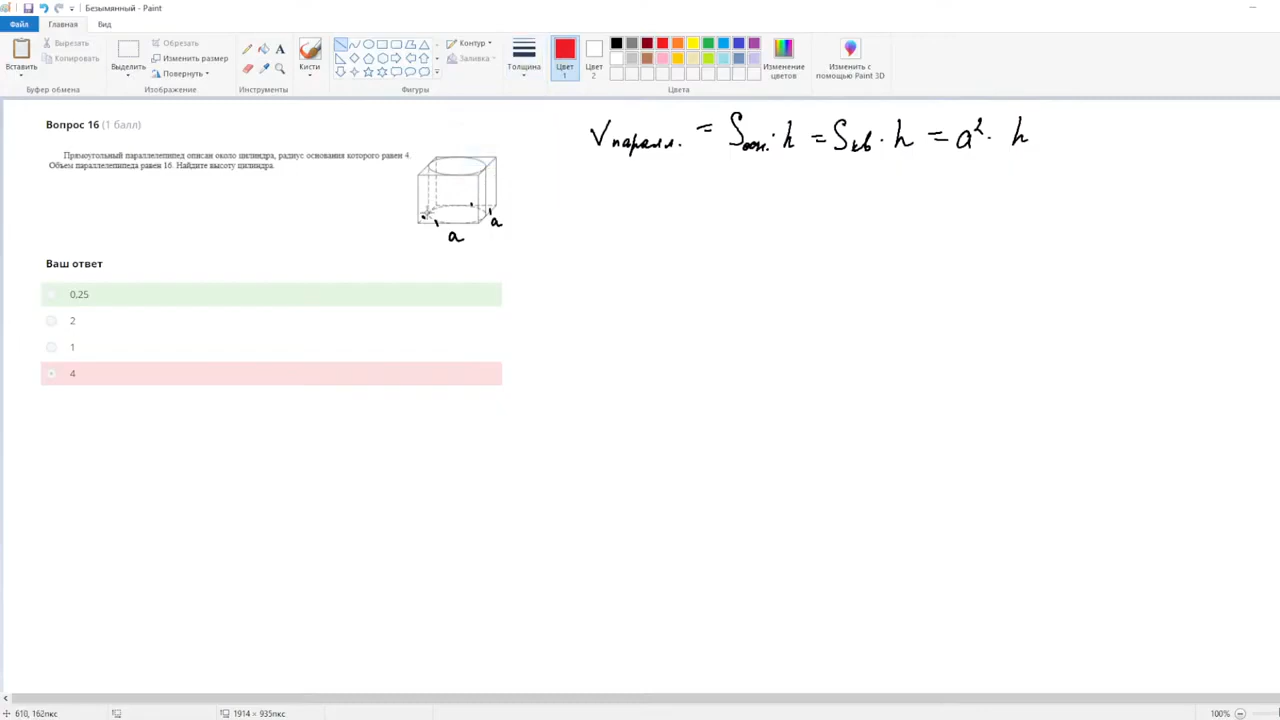 Безымянный - Paint
Файл
Главная
Вид
Вставить
Вырезать
Копировать
Буфер обмена
Выделить
Обрезать
Изменить размер
Повернуть
Изображение
Инструменты
Кисти
Контур
Заливка
Фигуры
Толщина
Цвет 1
Цвет 2
Изменение цветов
Цвета
Изменить с помощью Paint 3D
Вопрос 16 (1 балл)
Прямоугольный параллелепипед описан около цилиндра, радиус основания которого равен 4.
Объем параллелепипеда равен 16. Найдите высоту цилиндра.
a
a
Vпаралл. = Sосн. · h = Sкв · h = a² · h
Ваш ответ
0,25
2
1
4
610, 162пкс
1914 × 935пкс
100%